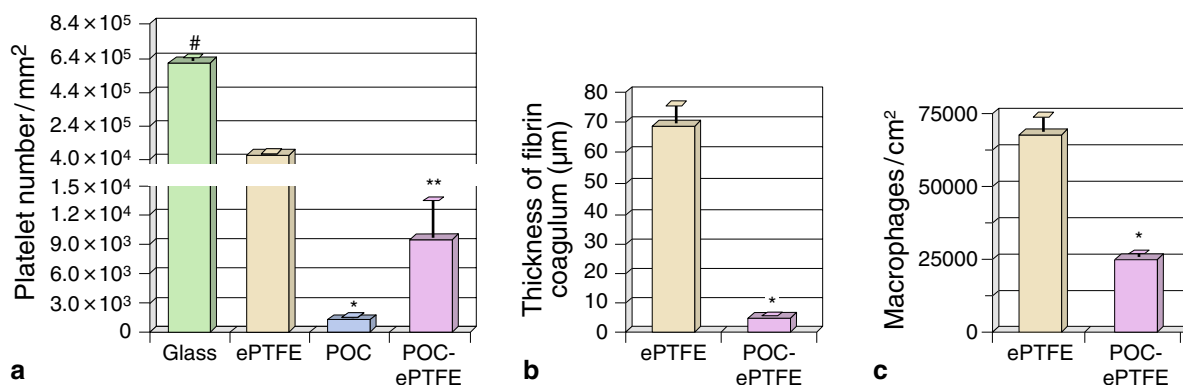 Platelet number/mm²
8.4×10⁵
6.4×10⁵
4.4×10⁵
2.4×10⁵
4.0×10⁴
1.5×10⁴
1.2×10⁴
9.0×10³
6.0×10³
3.0×10³
0
#
*
**
Glass
ePTFE
POC
POC-
ePTFE
a
Thickness of fibrin
coagulum (µm)
80
70
60
50
40
30
20
10
0
*
ePTFE
POC-
ePTFE
b
Macrophages/cm²
75000
50000
25000
0
*
ePTFE
POC-
ePTFE
c